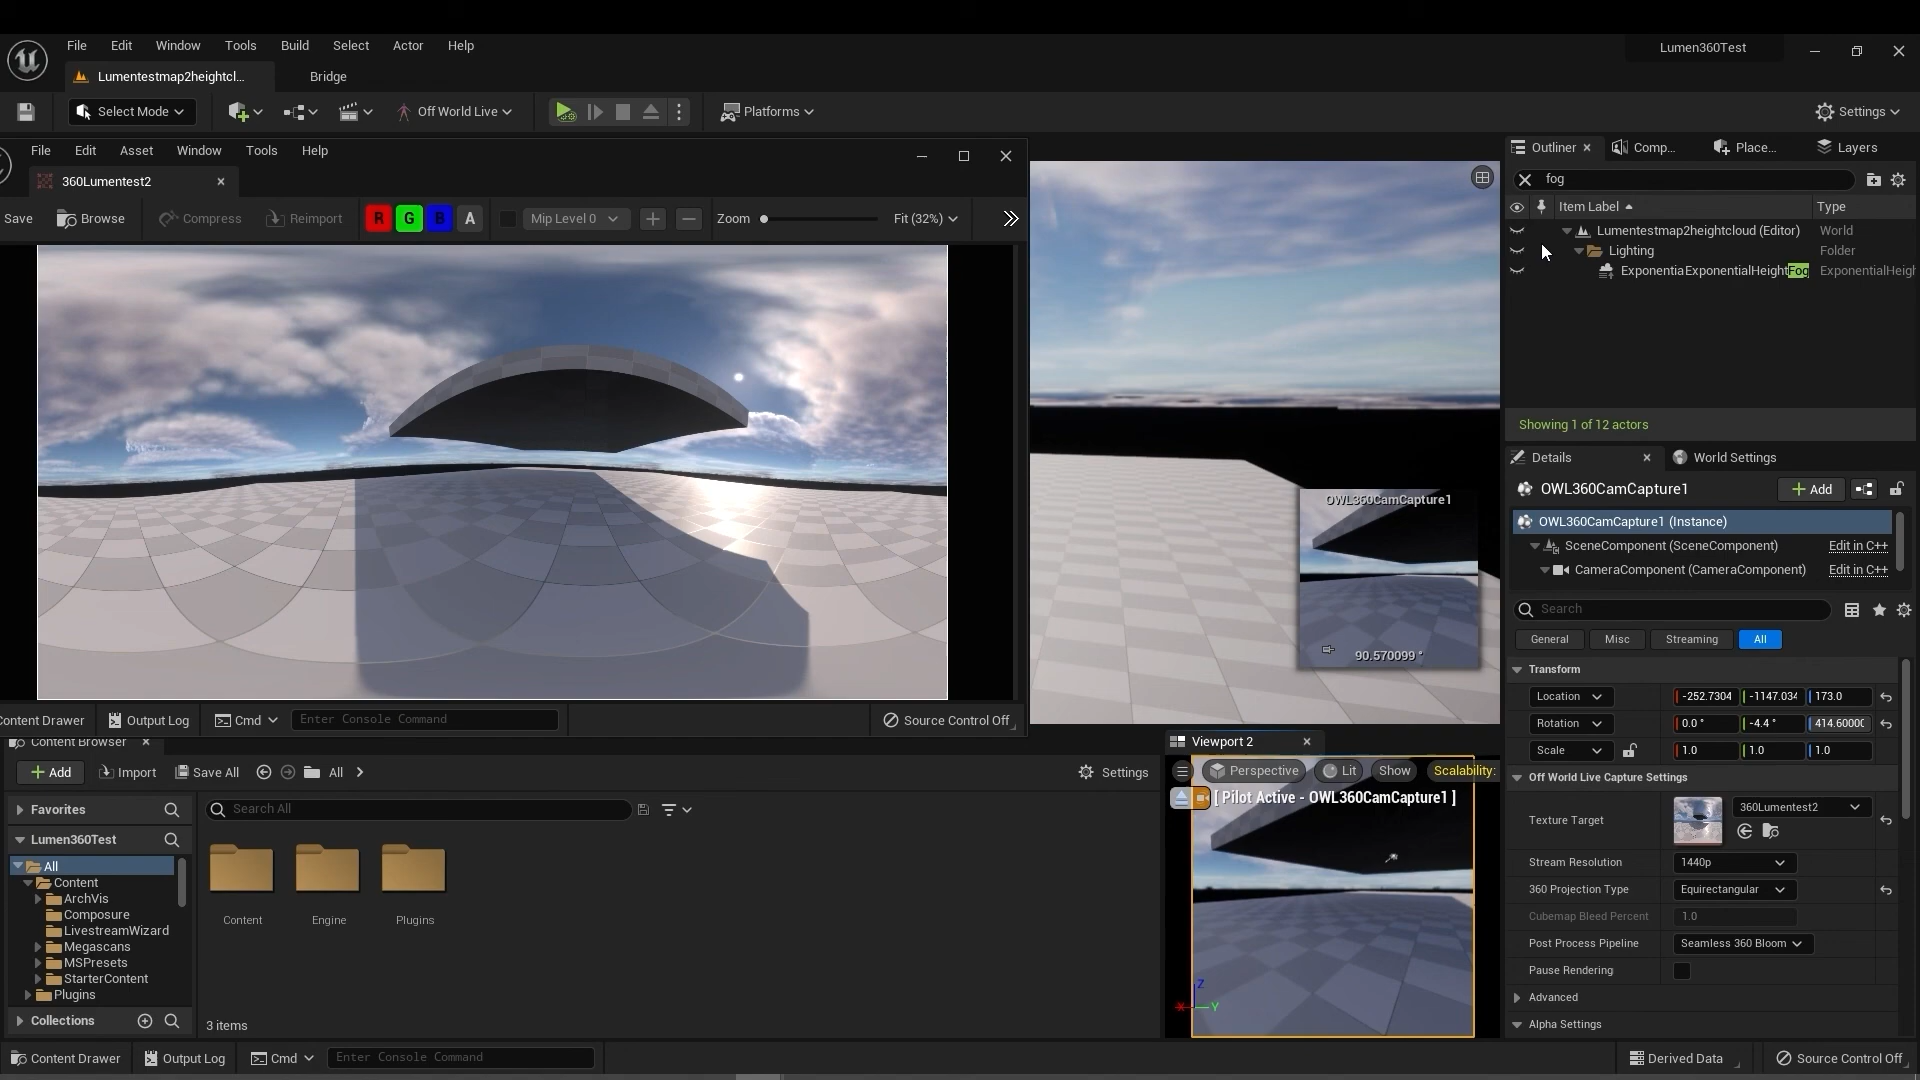 File Edit Window Tools Build Select Actor Help
Lumen360Test
Lumentestmap2heightcl...
Bridge
Select Mode
Off World Live
Platforms
Settings
File Edit Asset Window Tools Help
360Lumentest2
Save Browse Compress Reimport R G B A Mip Level 0 Zoom Fit (32%)
Content Drawer Output Log Cmd Enter Console Command Source Control Off
OWL360CamCapture1
90.570099 °
Outliner Comp... Place... Layers
fog
Item Label Type
Lumentestmap2heightcloud (Editor) World
Lighting Folder
ExponentiaExponentialHeightFog ExponentialHeigh
Showing 1 of 12 actors
Details World Settings
OWL360CamCapture1 Add
OWL360CamCapture1 (Instance)
SceneComponent (SceneComponent) Edit in C++
CameraComponent (CameraComponent) Edit in C++
Search
General Misc Streaming All
Transform
Location -252.7304 -1147.034 173.0
Rotation 0.0 ° -4.4 ° 414.6000
Scale 1.0 1.0 1.0
Off World Live Capture Settings
Texture Target 360Lumentest2
Stream Resolution 1440p
360 Projection Type Equirectangular
Cubemap Bleed Percent 1.0
Post Process Pipeline Seamless 360 Bloom
Pause Rendering
Advanced
Alpha Settings
Content Browser
Add Import Save All All Settings
Favorites
Search All
Lumen360Test
All
Content
ArchVis
Composure
LivestreamWizard
Megascans
MSPresets
StarterContent
Plugins
Collections
Content Engine Plugins
3 items
Viewport 2
Perspective Lit Show Scalability:
[ Pilot Active - OWL360CamCapture1 ]
Z
X Y
Content Drawer Output Log Cmd Enter Console Command Derived Data Source Control Off